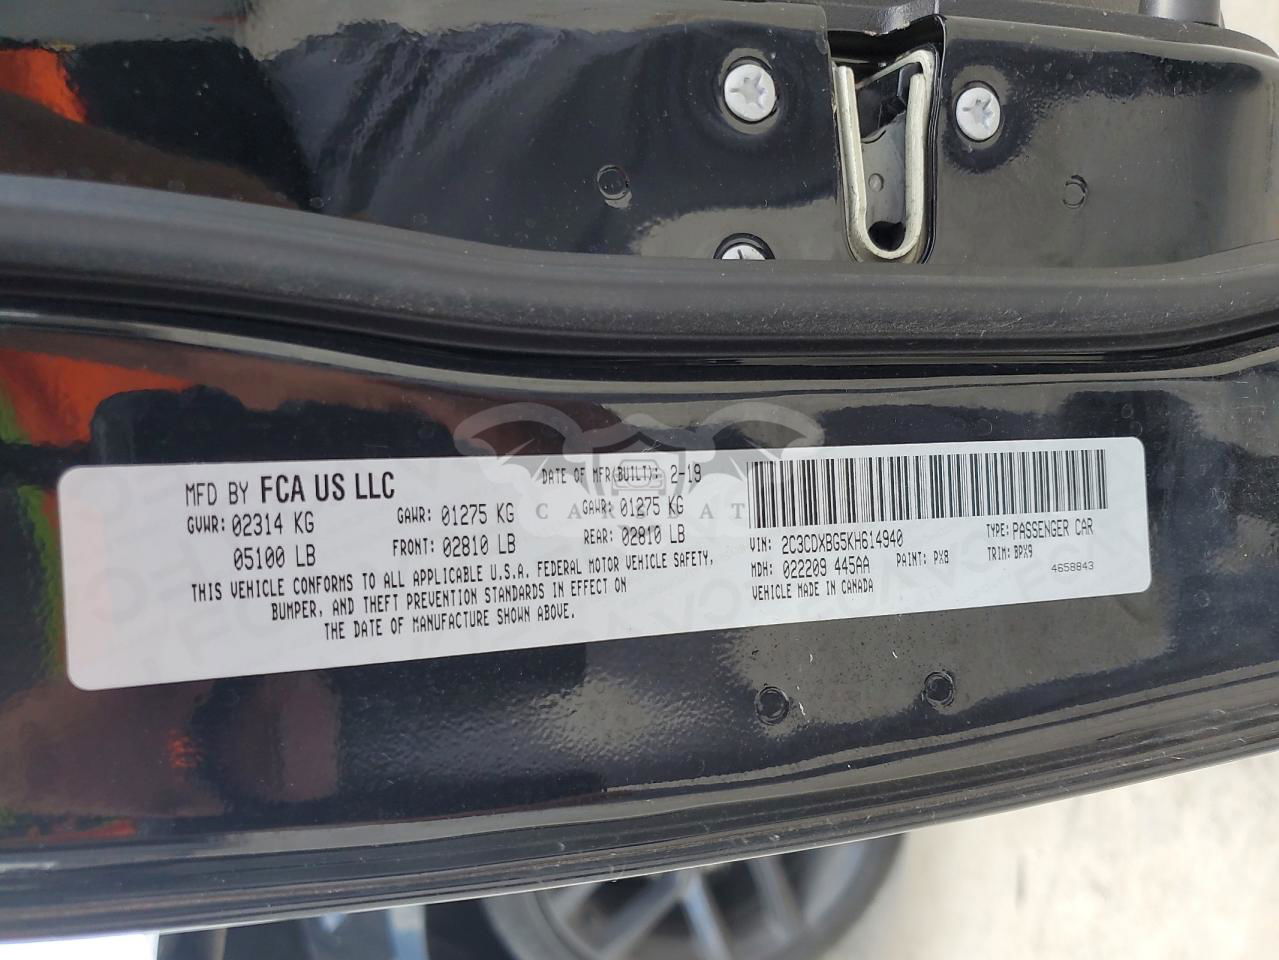 MFD BY FCA US LLC
DATE OF MFR(BUILT): 2-19
GVWR: 02314 KG
GAWR: 01275 KG
GAWR: 01275 KG
05100 LB
FRONT: 02810 LB
REAR: 02810 LB
THIS VEHICLE CONFORMS TO ALL APPLICABLE U.S.A. FEDERAL MOTOR VEHICLE SAFETY,
BUMPER, AND THEFT PREVENTION STANDARDS IN EFFECT ON
THE DATE OF MANUFACTURE SHOWN ABOVE.
VIN: 2C3CDXBG5KH614940
TYPE: PASSENGER CAR
MDH: 022209 445AA
PAINT: PX8
TRIM: BPX9
VEHICLE MADE IN CANADA
4658843